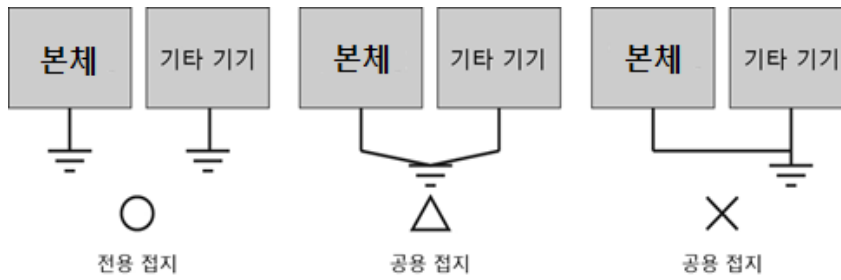 본체 기타 기기 본체 기타 기기 본체 기타 기기
전용 접지 공용 접지 공용 접지